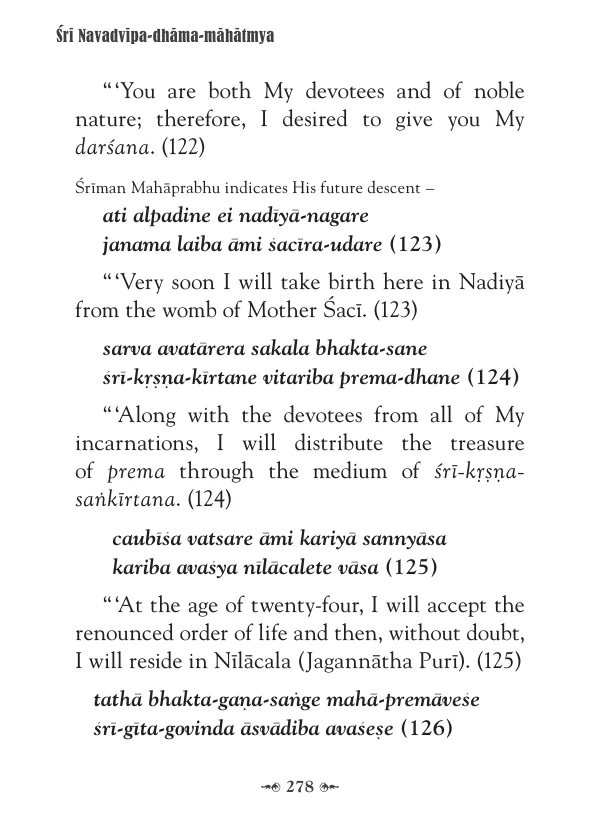 Śrī Navadvīpa-dhāma-māhātmya
“ ‘You are both My devotees and of noble
nature; therefore, I desired to give you My
darśana. (122)
Śrīman Mahāprabhu indicates His future descent –
ati alpadine ei nadīyā-nagare
janama laiba āmi śacīra-udare (123)
“ ‘Very soon I will take birth here in Nadiyā
from the womb of Mother Śacī. (123)
sarva avatārera sakala bhakta-sane
śrī-kṛṣṇa-kīrtane vitariba prema-dhane (124)
“ ‘Along with the devotees from all of My
incarnations, I will distribute the treasure
of prema through the medium of śrī-kṛṣṇa-
saṅkīrtana. (124)
caubīśa vatsare āmi kariyā sannyāsa
kariba avaśya nīlācalete vāsa (125)
“ ‘At the age of twenty-four, I will accept the
renounced order of life and then, without doubt,
I will reside in Nīlācala (Jagannātha Purī). (125)
tathā bhakta-gaṇa-saṅge mahā-premāveśe
śrī-gīta-govinda āsvādiba avaśeṣe (126)
278